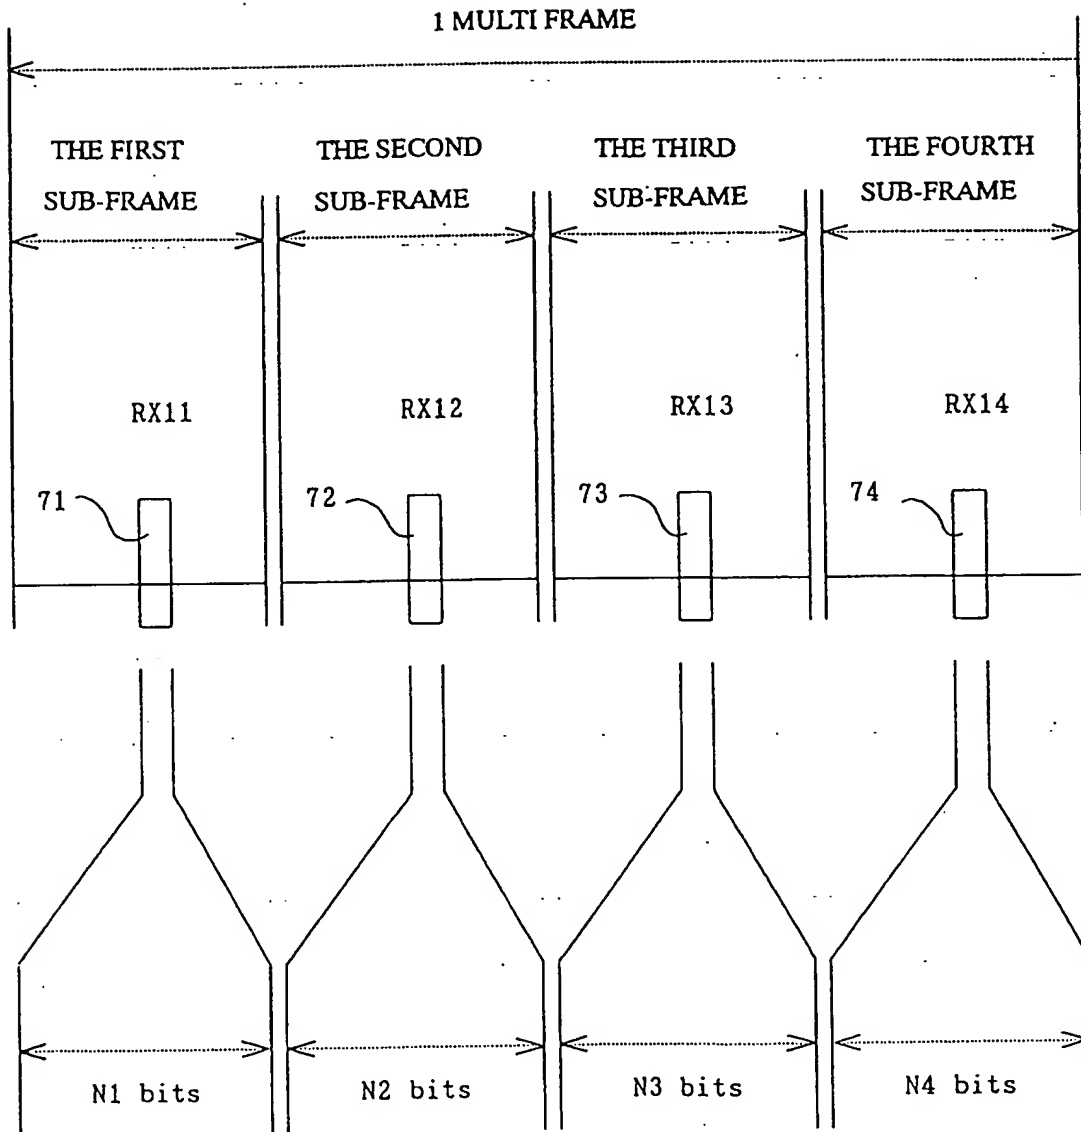 1 MULTI FRAME
THE FIRST THE SECOND THE THIRD THE FOURTH
SUB-FRAME SUB-FRAME SUB-FRAME SUB-FRAME
RX11 RX12 RX13 RX14
71 72 73 74
N1 bits N2 bits N3 bits N4 bits